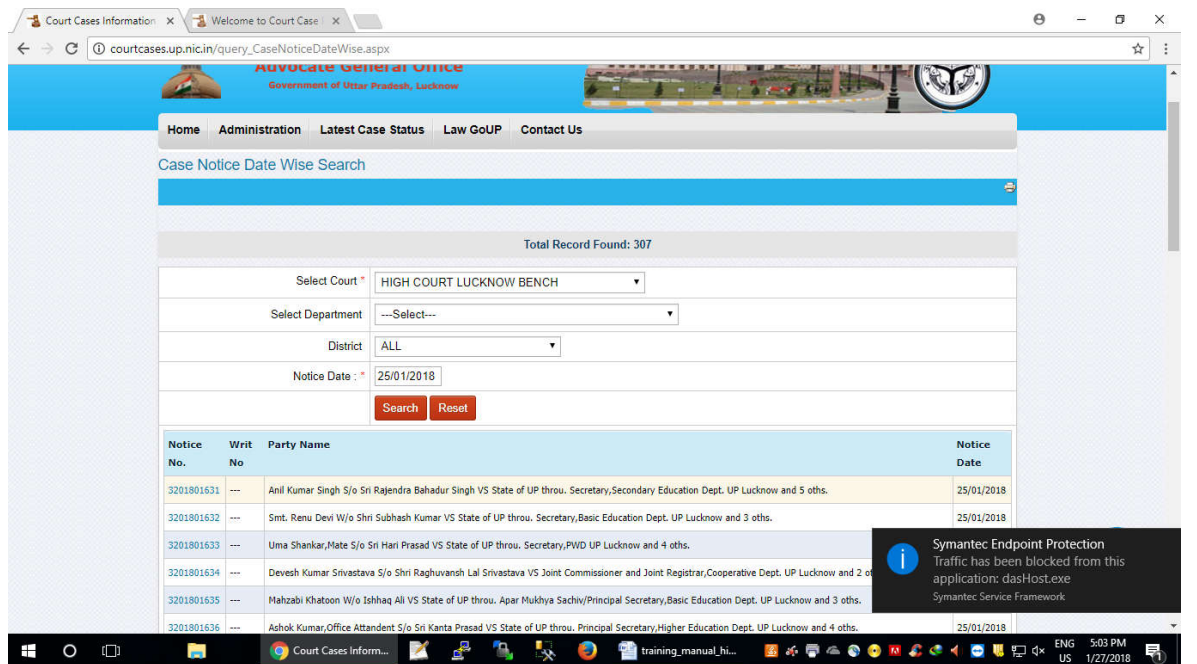 Court Cases Information
Welcome to Court Case
courtcases.up.nic.in/query_CaseNoticeDateWise.aspx
Advocate General Office
Government of Uttar Pradesh, Lucknow
Home Administration Latest Case Status Law GoUP Contact Us
Case Notice Date Wise Search
Total Record Found: 307
Select Court * HIGH COURT LUCKNOW BENCH
Select Department ---Select---
District ALL
Notice Date : * 25/01/2018
Search Reset
Notice No. Writ No Party Name Notice Date
3201801631 --- Anil Kumar Singh S/o Sri Rajendra Bahadur Singh VS State of UP throu. Secretary,Secondary Education Dept. UP Lucknow and 5 oths. 25/01/2018
3201801632 --- Smt. Renu Devi W/o Shri Subhash Kumar VS State of UP throu. Secretary,Basic Education Dept. UP Lucknow and 3 oths. 25/01/2018
3201801633 --- Uma Shankar,Mate S/o Sri Hari Prasad VS State of UP throu. Secretary,PWD UP Lucknow and 4 oths.
3201801634 --- Devesh Kumar Srivastava S/o Shri Raghuvansh Lal Srivastava VS Joint Commissioner and Joint Registrar,Cooperative Dept. UP Lucknow and 2
3201801635 --- Mahzabi Khatoon W/o Ishhaq Ali VS State of UP throu. Apar Mukhya Sachiv/Principal Secretary,Basic Education Dept. UP Lucknow and 3 oths.
3201801636 --- Ashok Kumar,Office Attandent S/o Sri Kanta Prasad VS State of UP throu. Principal Secretary,Higher Education Dept. UP Lucknow and 4 oths. 25/01/2018
Symantec Endpoint Protection
Traffic has been blocked from this
application: dasHost.exe
Symantec Service Framework
Court Cases Inform...
training_manual_hi...
ENG
US
5:03 PM
1/27/2018